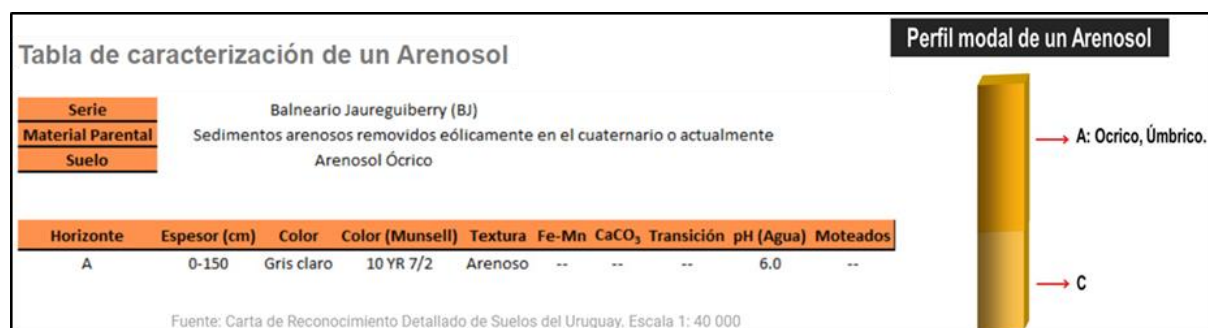 Tabla de caracterización de un Arenosol
Serie Balneario Jaureguiberry (BJ)
Material Parental Sedimentos arenosos removidos eólicamente en el cuaternario o actualmente
Suelo Arenosol Ócrico
Horizonte Espesor (cm) Color Color (Munsell) Textura Fe-Mn CaCO₃ Transición pH (Agua) Moteados
A 0-150 Gris claro 10 YR 7/2 Arenoso -- -- -- 6.0 --
Fuente: Carta de Reconocimiento Detallado de Suelos del Uruguay. Escala 1: 40 000
Perfil modal de un Arenosol
A: Ocrico, Úmbrico.
C